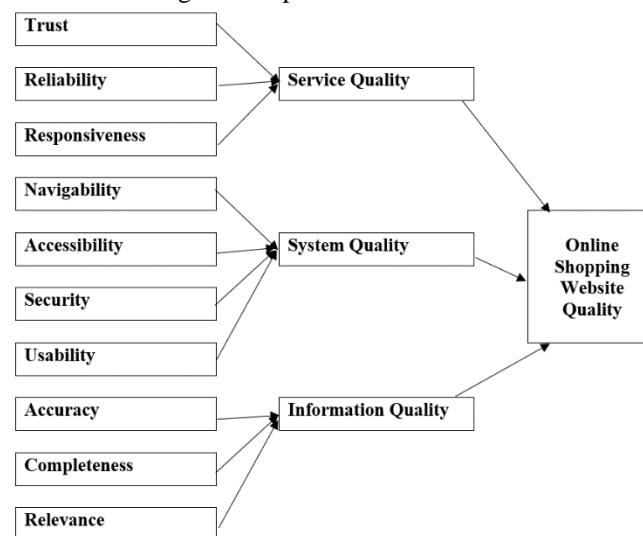 Trust
Reliability
Service Quality
Responsiveness
Navigability
Accessibility
System Quality
Online
Shopping
Website
Quality
Security
Usability
Accuracy
Information Quality
Completeness
Relevance